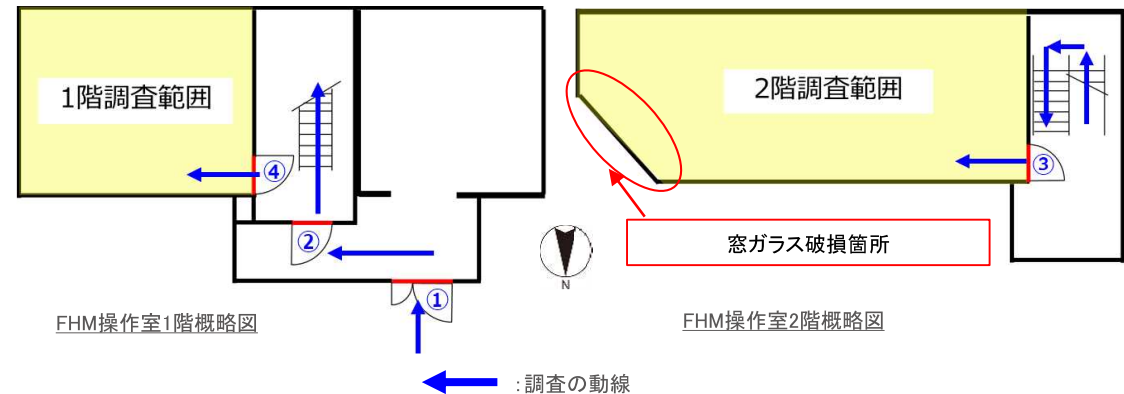 1階調査範囲
④
②
①
FHM操作室1階概略図
N
2階調査範囲
③
窓ガラス破損箇所
FHM操作室2階概略図
:調査の動線